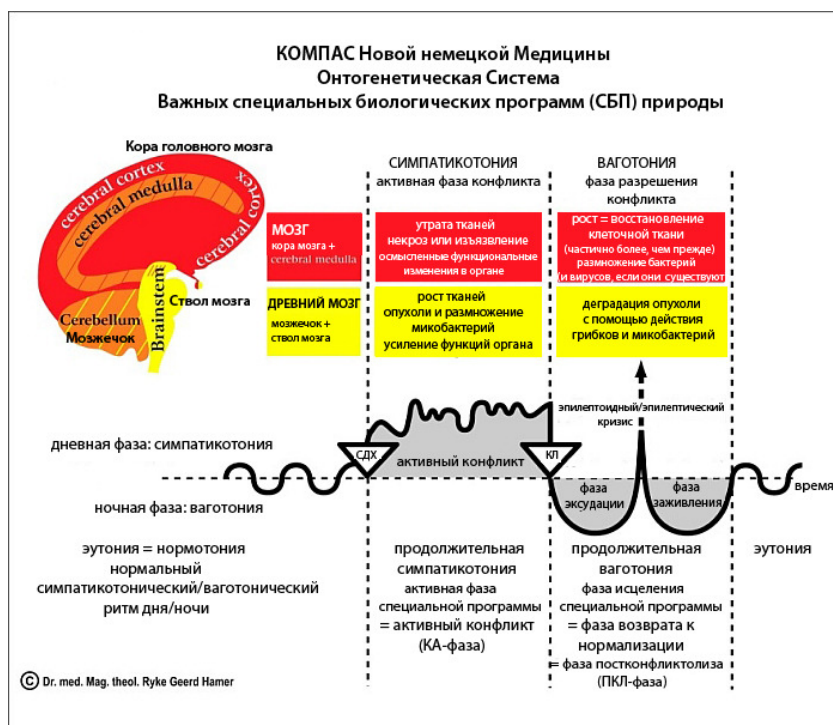 КОМПАС Новой немецкой Медицины
Онтогенетическая Система
Важных специальных биологических программ (СБП) природы
Кора головного мозга
cerebral cortex
cerebral medulla
cerebral cortex
Cerebellum
Мозжечок
Brainstem
Ствол мозга
СИМПАТИКОТОНИЯ
активная фаза конфликта
ВАГОТОНИЯ
фаза разрешения
конфликта
МОЗГ
кора мозга +
cerebral medulla
утрата тканей
некроз или изъязвление
осмысленные функциональные
изменения в органе
рост = восстановление
клеточной ткани
(частично более, чем прежде)
размножение бактерий
(и вирусов, если они существуют
ДРЕВНИЙ МОЗГ
мозжечок +
ствол мозга
рост тканей
опухоли и размножение
микобактерий
усиление функций органа
деградация опухоли
с помощью действия
грибков и микобактерий
эпилептоидный/эпилептический
кризис
дневная фаза: симпатикотония
СДХ
активный конфликт
КЛ
фаза
эксудации
фаза
заживления
время
ночная фаза: ваготония
эутония = нормотония
нормальный
симпатикотонический/ваготонический
ритм дня/ночи
продолжительная
симпатикотония
активная фаза
специальной программы
= активный конфликт
(КА-фаза)
продолжительная
ваготония
фаза исцеления
специальной программы
= фаза возврата к
нормализации
= фаза постконфликтолиза
(ПКЛ-фаза)
эутония
© Dr. med. Mag. theol. Ryke Geerd Hamer